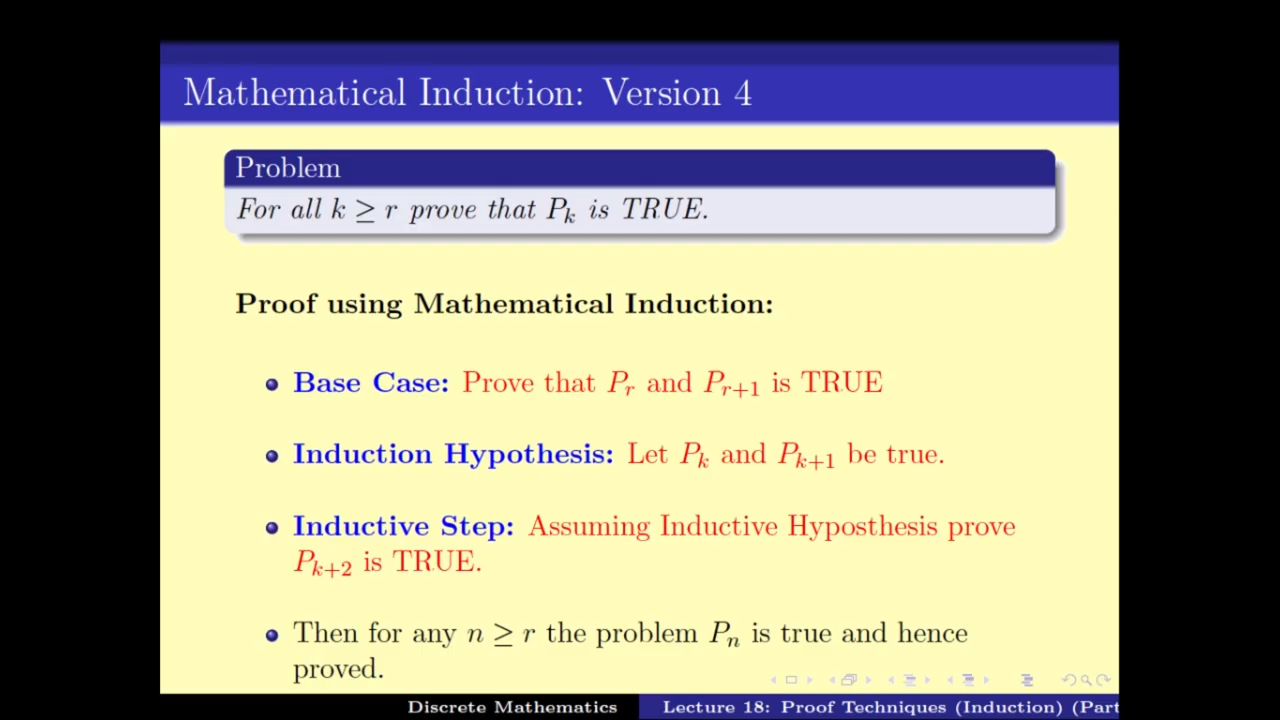 Mathematical Induction: Version 4
Problem
For all k ≥ r prove that Pₖ is TRUE.
Proof using Mathematical Induction:
Base Case: Prove that Pᵣ and Pᵣ₊₁ is TRUE
Induction Hypothesis: Let Pₖ and Pₖ₊₁ be true.
Inductive Step: Assuming Inductive Hyposthesis prove
Pₖ₊₂ is TRUE.
Then for any n ≥ r the problem Pₙ is true and hence
proved.
Discrete Mathematics
Lecture 18: Proof Techniques (Induction) (Part